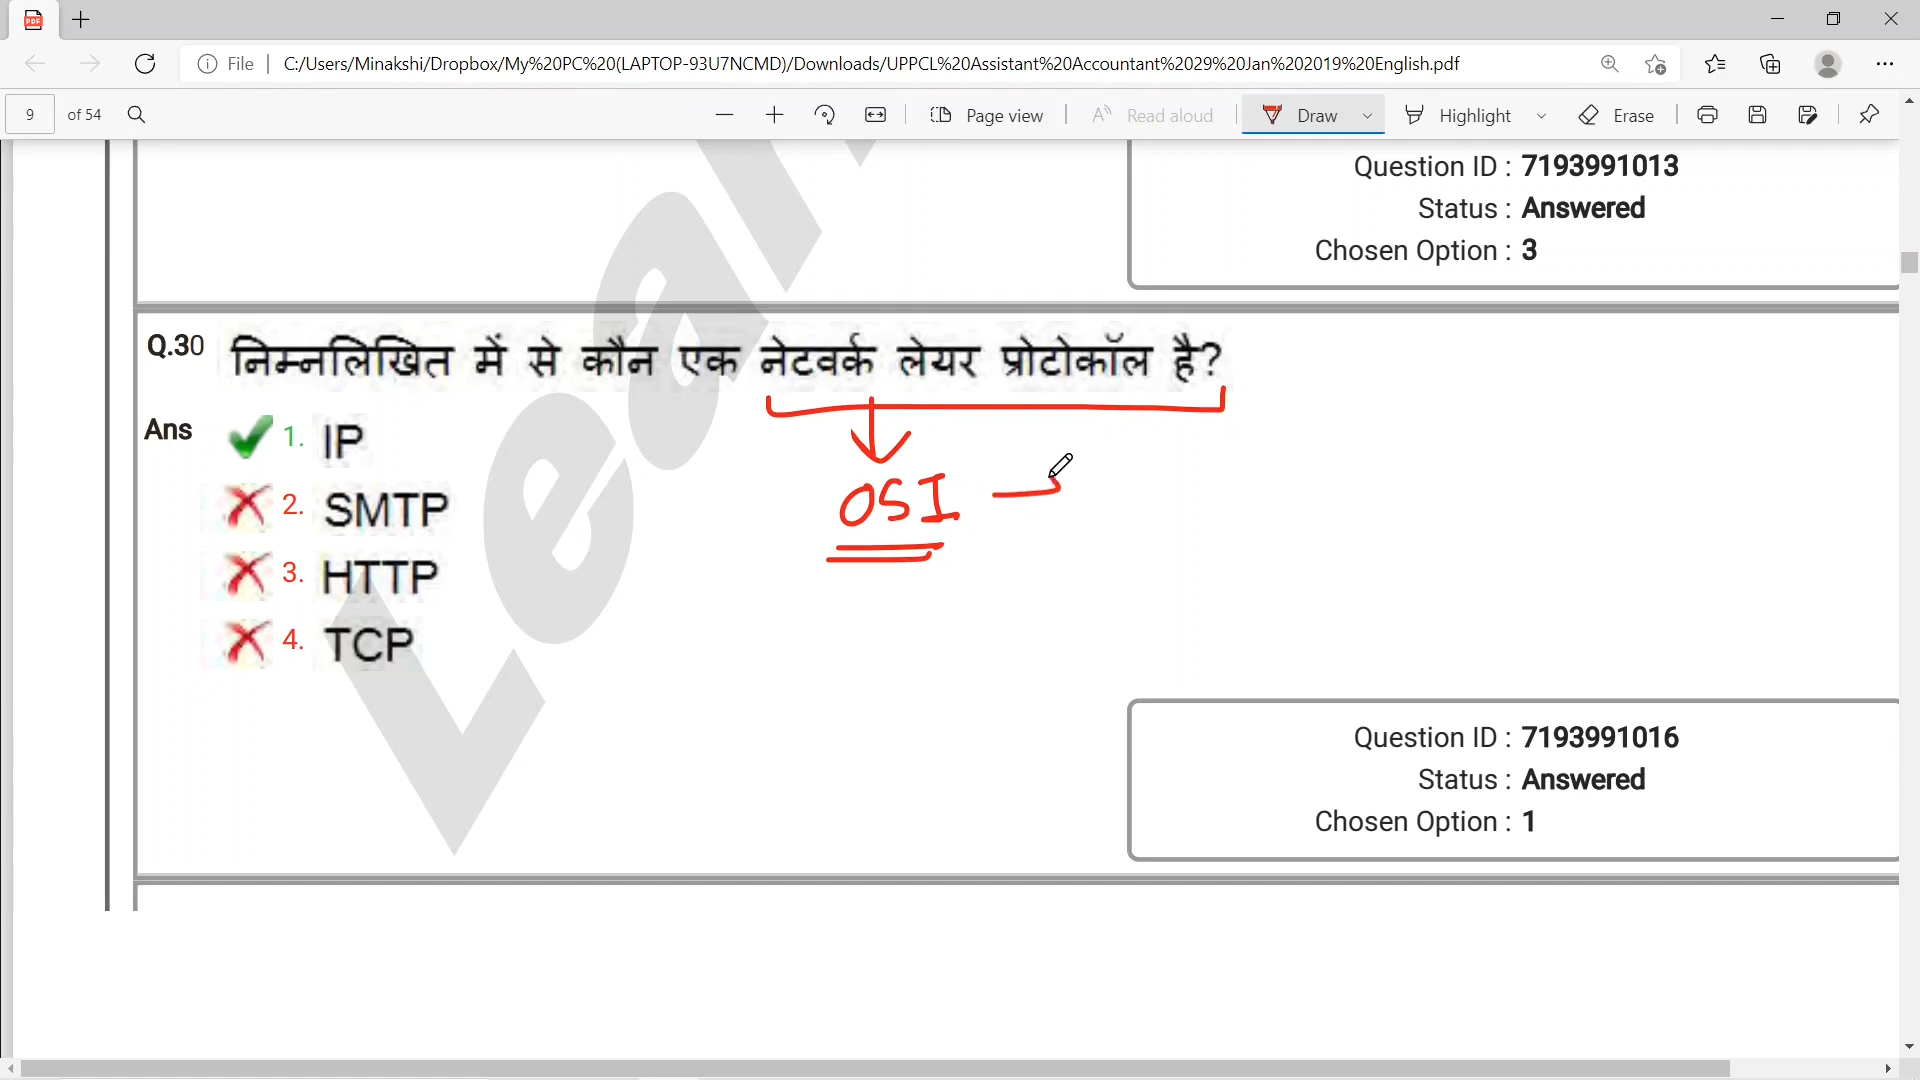 File C:/Users/Minakshi/Dropbox/My%20PC%20(LAPTOP-93U7NCMD)/Downloads/UPPCL%20Assistant%20Accountant%2029%20Jan%202019%20English.pdf
9 of 54 Page view Read aloud Draw Highlight Erase
Question ID : 7193991013
Status : Answered
Chosen Option : 3
Q.30 निम्नलिखित में से कौन एक नेटवर्क लेयर प्रोटोकॉल है?
Ans 1. IP
2. SMTP
3. HTTP
4. TCP
OSI
Question ID : 7193991016
Status : Answered
Chosen Option : 1